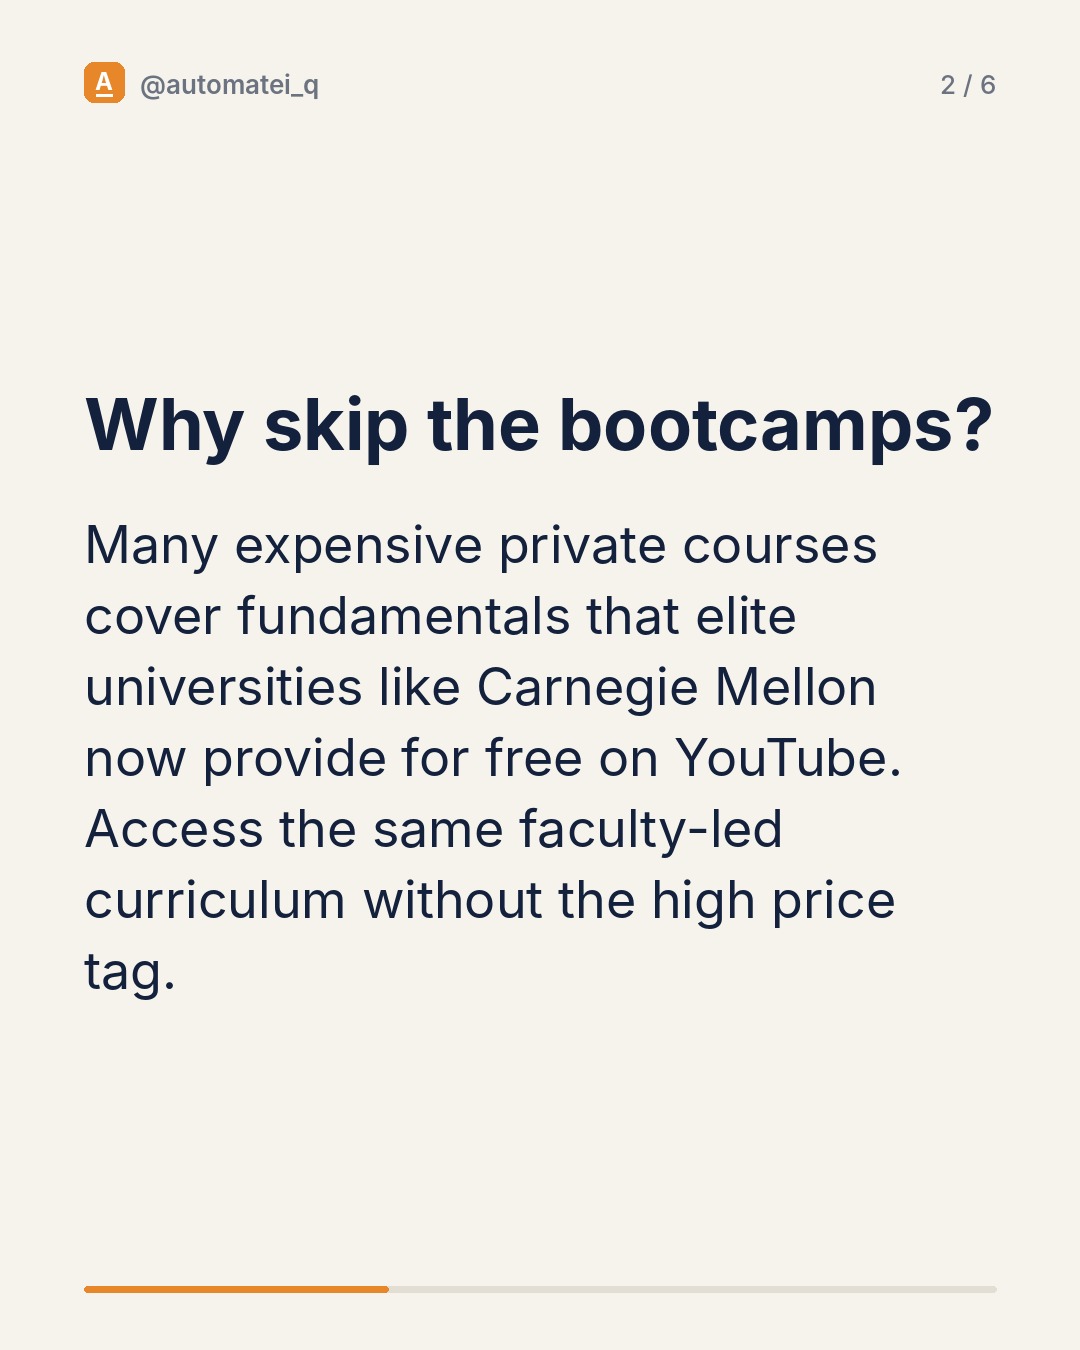 A
@automatei_q
2 / 6
Why skip the bootcamps?
Many expensive private courses
cover fundamentals that elite
universities like Carnegie Mellon
now provide for free on YouTube.
Access the same faculty-led
curriculum without the high price
tag.